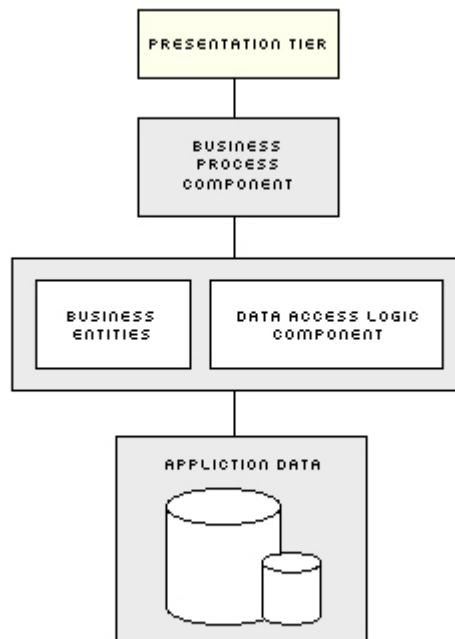 PRESENTATION TIER
BUSINESS
PROCESS
COMPONENT
BUSINESS
ENTITIES
DATA ACCESS LOGIC
COMPONENT
APPLICTION DATA